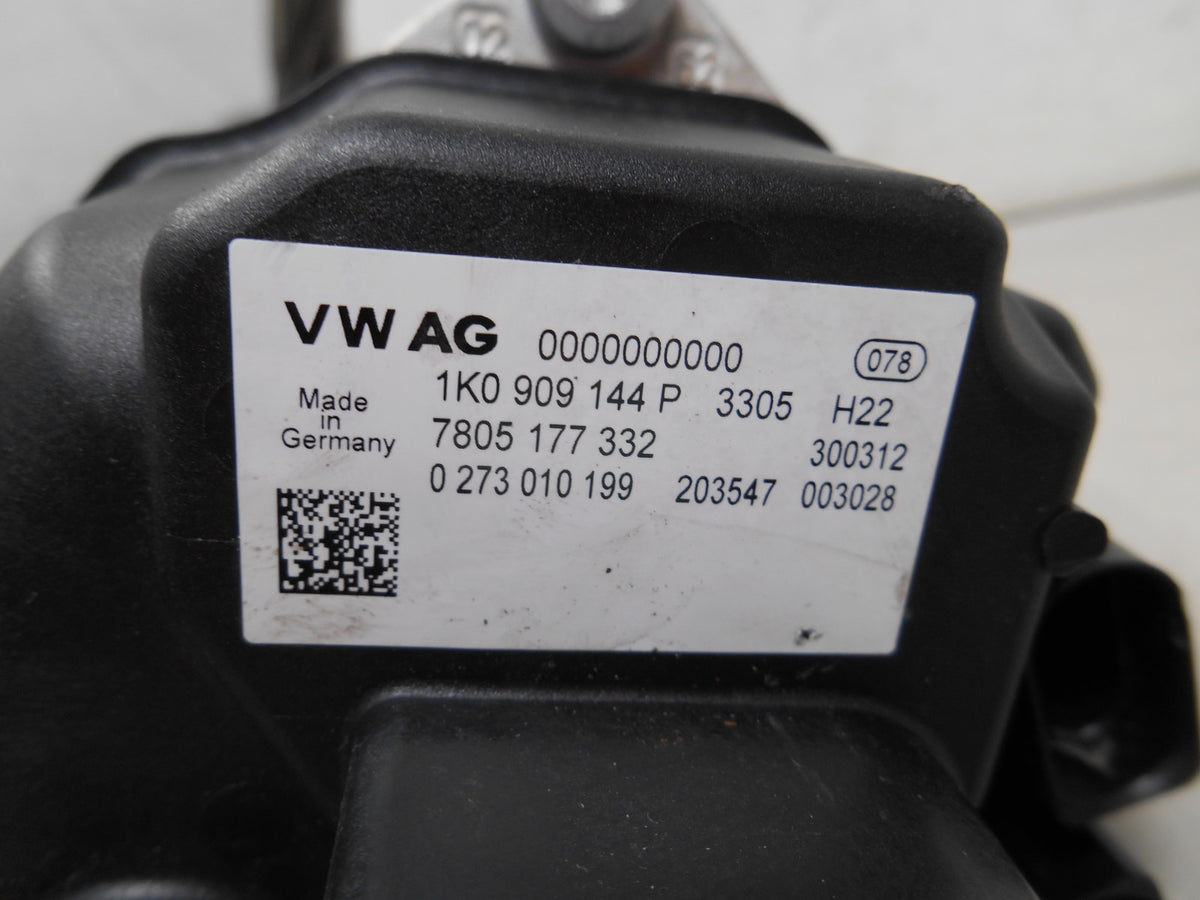 VW AG 0000000000 078
1K0 909 144 P 3305 H22
Made
in
Germany
7805 177 332 300312
0 273 010 199 203547 003028